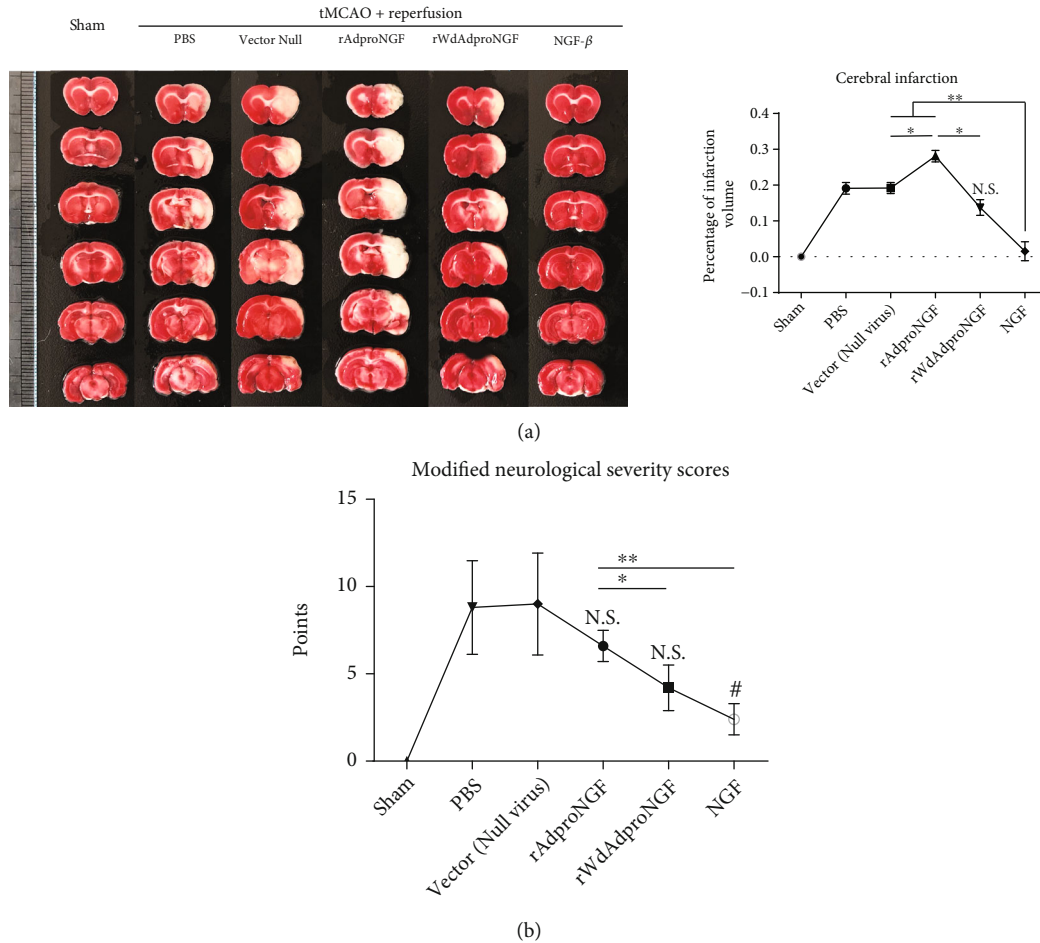 tMCAO + reperfusion
Sham
PBS
Vector Null
rAdproNGF
rWdAdproNGF
NGF-β
Cerebral infarction
Percentage of infarction
volume
0.4
0.3
0.2
0.1
0.0
−0.1
**
*
*
N.S.
Sham
PBS
Vector (Null virus)
rAdproNGF
rWdAdproNGF
NGF
(a)
Modified neurological severity scores
Points
15
10
5
0
**
*
N.S.
N.S.
#
Sham
PBS
Vector (Null virus)
rAdproNGF
rWdAdproNGF
NGF
(b)